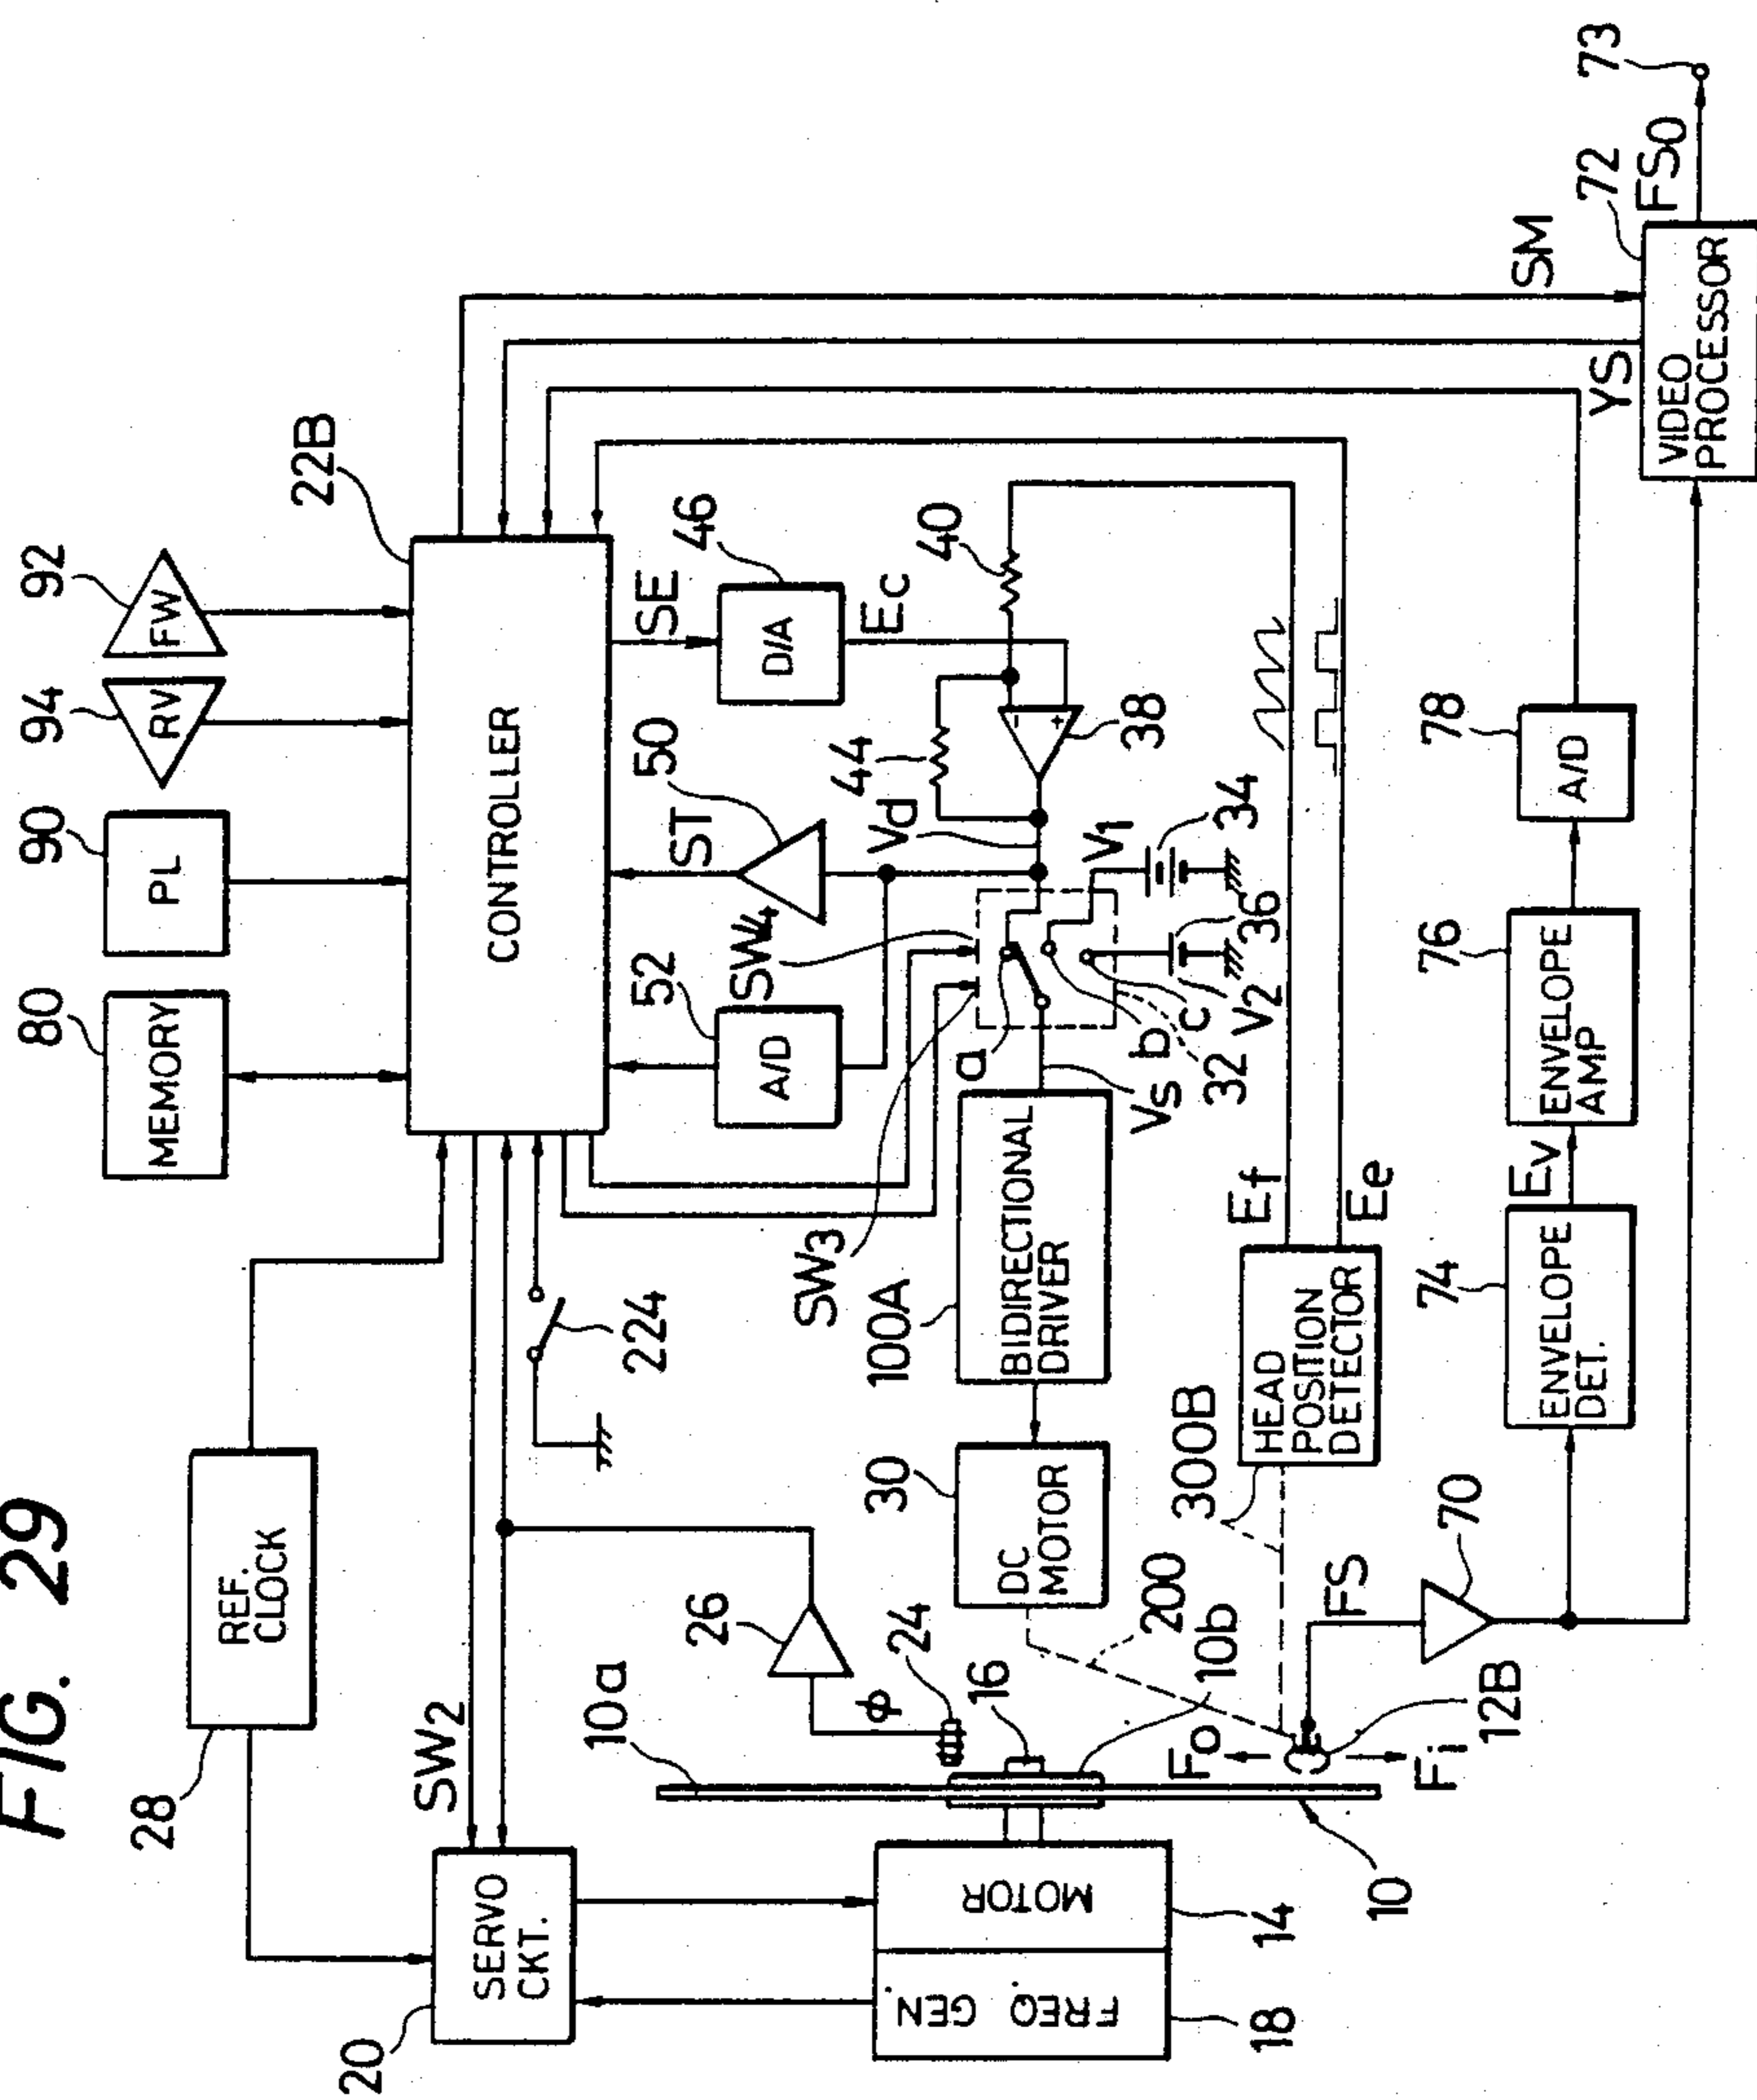 FIG. 29
28
REF.
CLOCK
80
MEMORY
90
PL
94
RV
92
FW
22B
CONTROLLER
20
SERVO
CKT.
SW2
224
26
φ
24
10a
16
10b
200
MOTOR
FREQ. GEN.
14
18
10
Fo
Fi
12B
FS
70
30
DC
MOTOR
100A
BIDIRECTIONAL
DRIVER
SW3
SW4
52
A/D
50
ST
SE
46
D/A
Ec
Vd
44
40
38
-
+
a
b
c
Vs
32
V1
34
V2
36
300B
HEAD
POSITION
DETECTOR
Ef
Ee
74
ENVELOPE
DET.
Ev
76
ENVELOPE
AMP
78
A/D
SM
YS
72
VIDEO
PROCESSOR
FSO
73